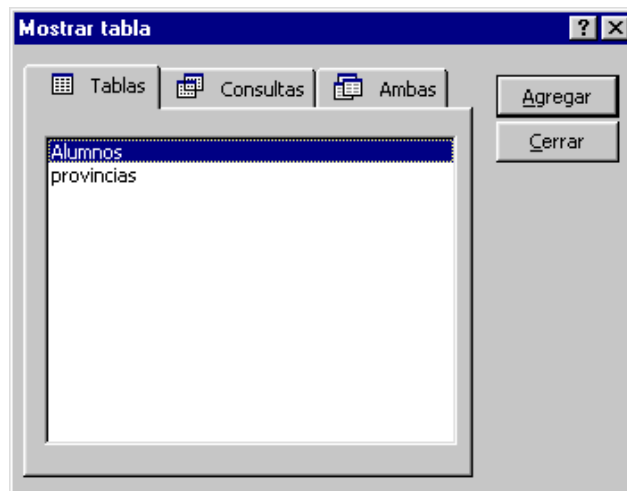 Mostrar tabla
Tablas Consultas Ambas
Agregar
Cerrar
Alumnos
provincias